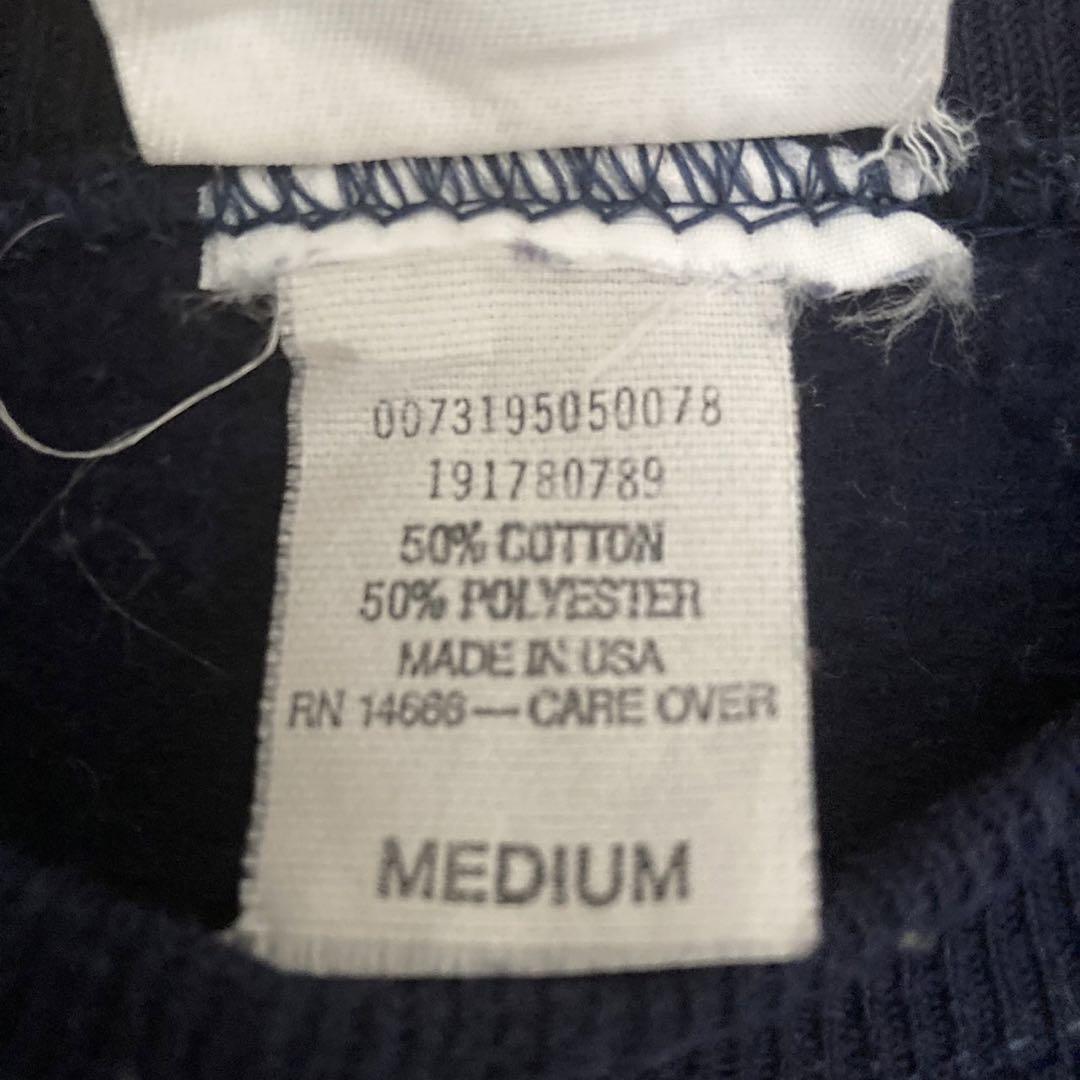 0073195050078
191780789
50% COTTON
50% POLYESTER
MADE IN USA
RN 14666 — CARE OVER
MEDIUM